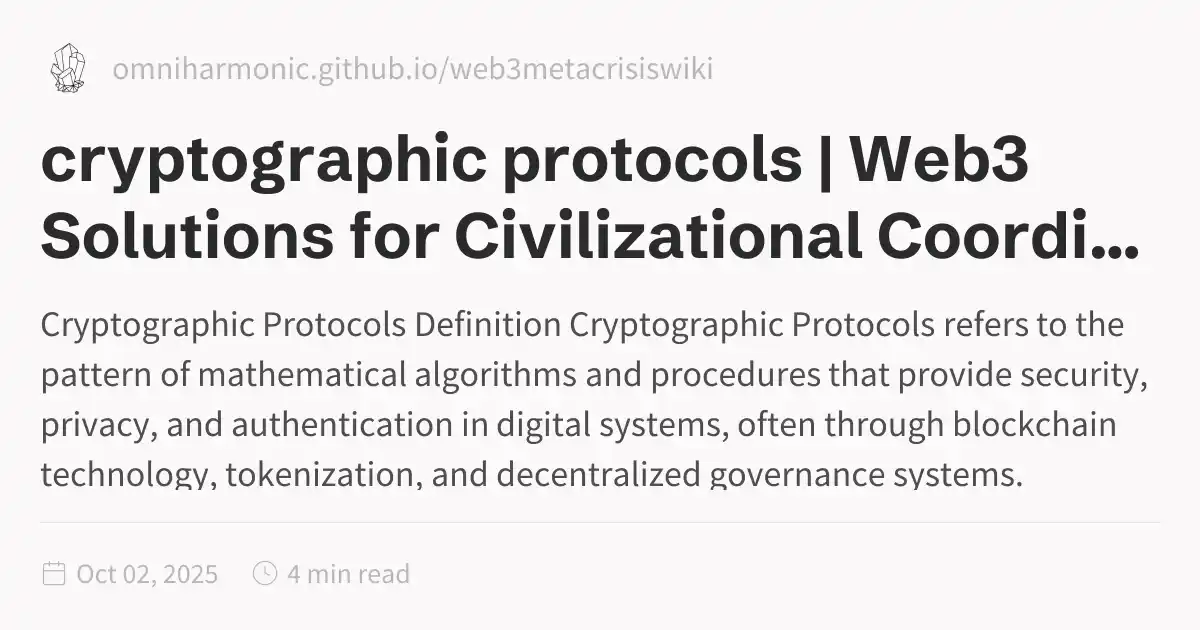 omniharmonic.github.io/web3metacrisiswiki
cryptographic protocols | Web3
Solutions for Civilizational Coordi...
Cryptographic Protocols Definition Cryptographic Protocols refers to the
pattern of mathematical algorithms and procedures that provide security,
privacy, and authentication in digital systems, often through blockchain
technology, tokenization, and decentralized governance systems.
Oct 02, 2025 4 min read